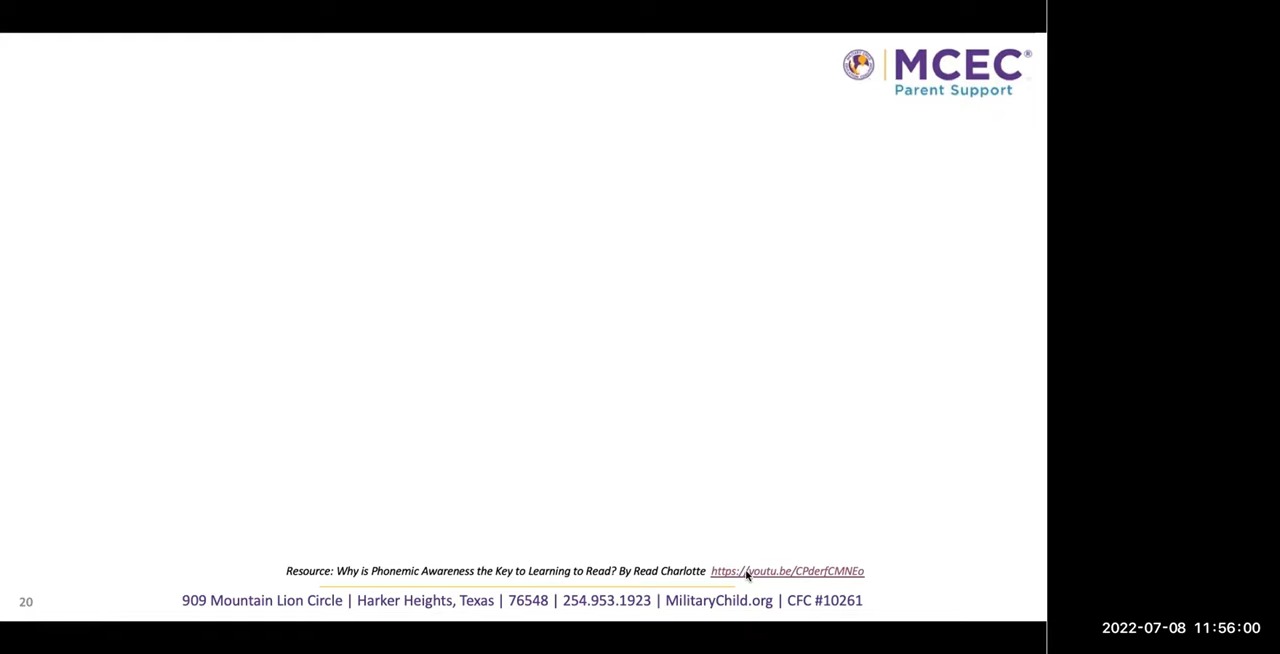 MCEC®
Parent Support
Resource: Why is Phonemic Awareness the Key to Learning to Read? By Read Charlotte https://youtu.be/CPderfCMNEo
20
909 Mountain Lion Circle | Harker Heights, Texas | 76548 | 254.953.1923 | MilitaryChild.org | CFC #10261
2022-07-08 11:56:00